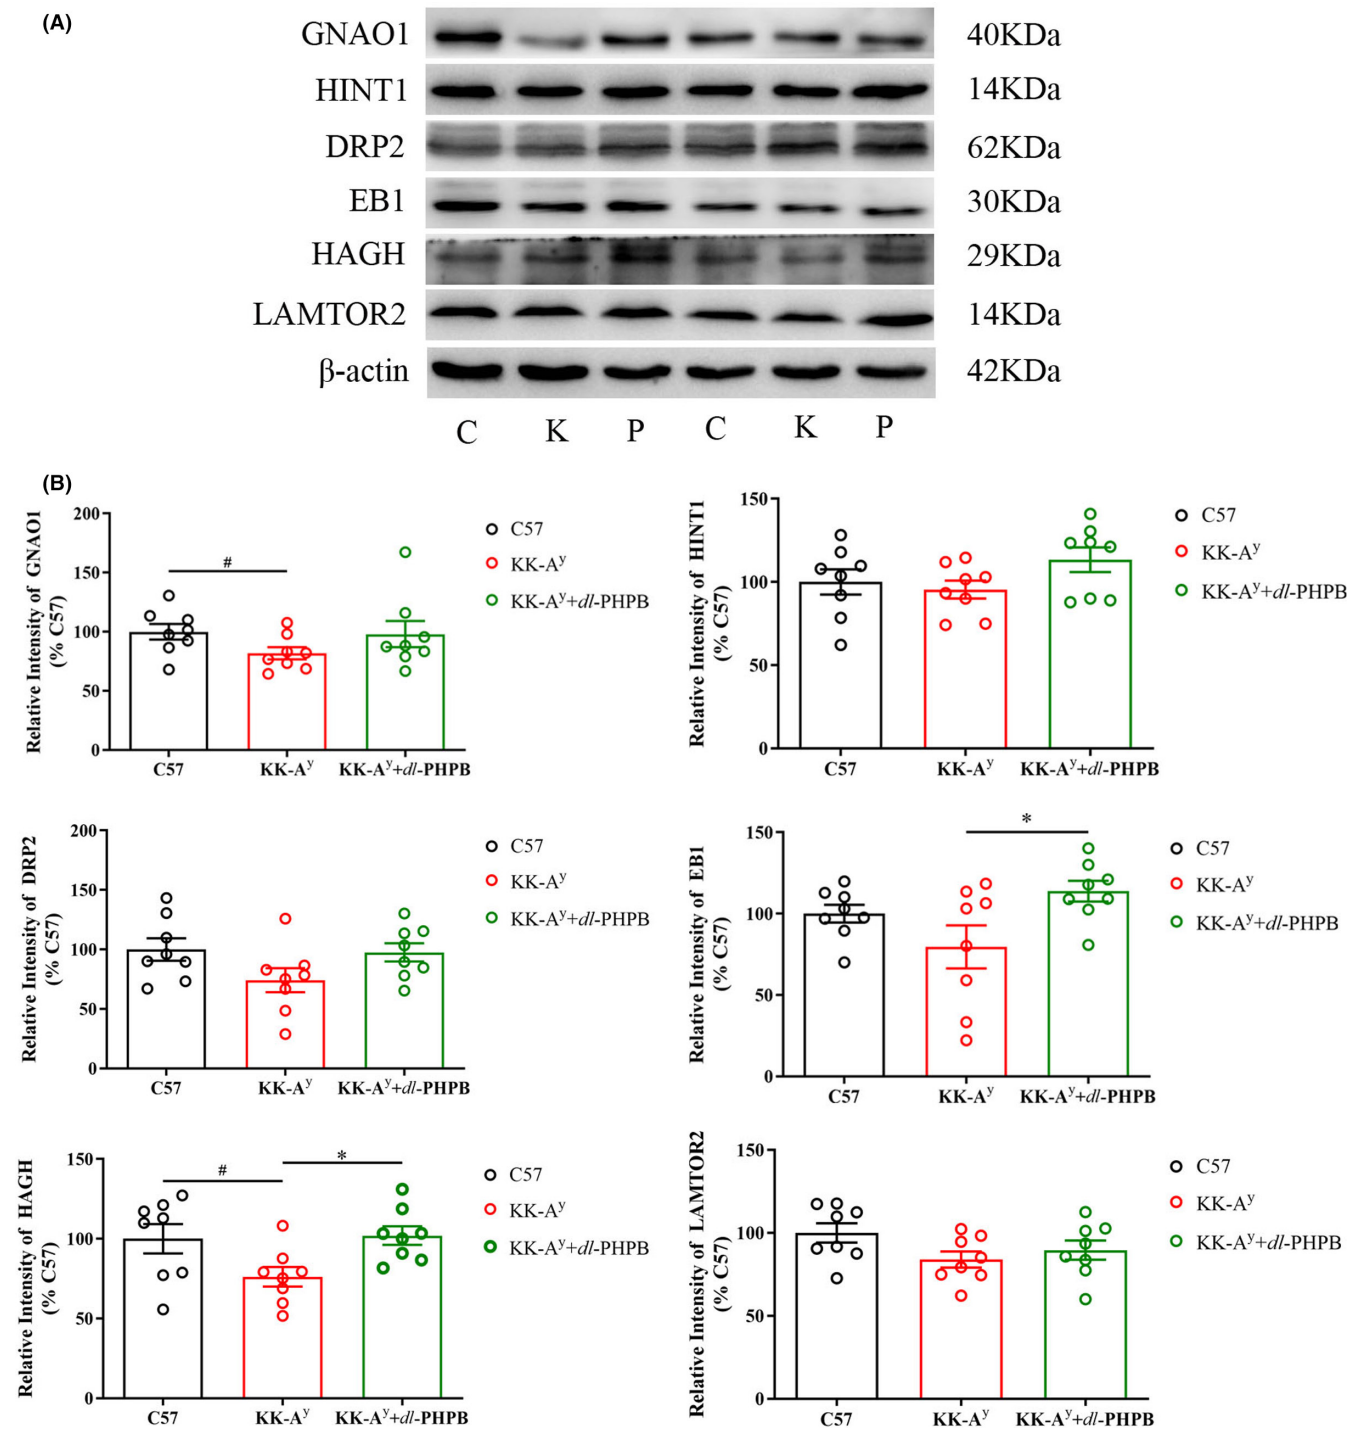 (A)
GNAO1 40KDa
HINT1 14KDa
DRP2 62KDa
EB1 30KDa
HAGH 29KDa
LAMTOR2 14KDa
β-actin 42KDa
C K P C K P
(B)
Relative Intensity of GNAO1
(% C57)
200
150
100
50
0
#
C57
KK-Aʸ
KK-Aʸ+dl-PHPB
C57 KK-Aʸ KK-Aʸ+dl-PHPB
Relative Intensity of HINT1
(% C57)
150
100
50
0
C57
KK-Aʸ
KK-Aʸ+dl-PHPB
C57 KK-Aʸ KK-Aʸ+dl-PHPB
Relative Intensity of DRP2
(% C57)
200
150
100
50
0
C57
KK-Aʸ
KK-Aʸ+dl-PHPB
C57 KK-Aʸ KK-Aʸ+dl-PHPB
Relative Intensity of EB1
(% C57)
150
100
50
0
*
C57
KK-Aʸ
KK-Aʸ+dl-PHPB
C57 KK-Aʸ KK-Aʸ+dl-PHPB
Relative Intensity of HAGH
(% C57)
150
100
50
0
#
*
C57
KK-Aʸ
KK-Aʸ+dl-PHPB
C57 KK-Aʸ KK-Aʸ+dl-PHPB
Relative Intensity of LAMTOR2
(% C57)
150
100
50
0
C57
KK-Aʸ
KK-Aʸ+dl-PHPB
C57 KK-Aʸ KK-Aʸ+dl-PHPB